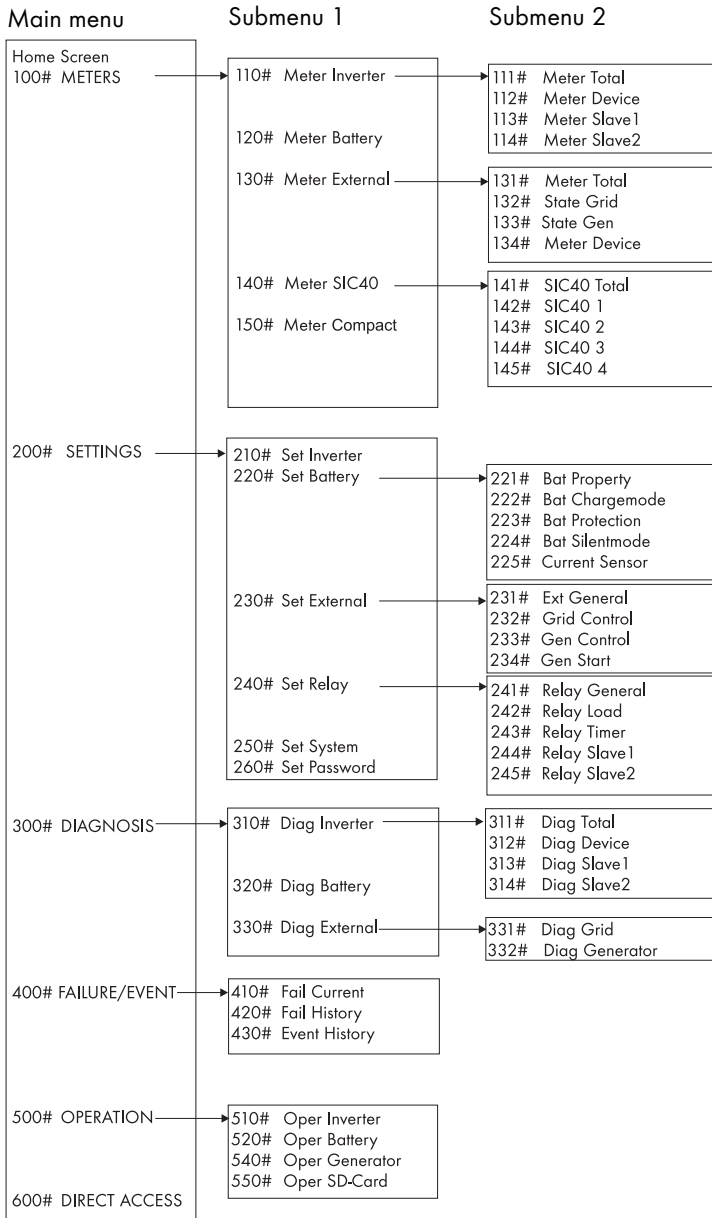 Main menu
Submenu 1
Submenu 2
Home Screen
100# METERS
110# Meter Inverter
111# Meter Total
112# Meter Device
113# Meter Slave1
114# Meter Slave2
120# Meter Battery
130# Meter External
131# Meter Total
132# State Grid
133# State Gen
134# Meter Device
140# Meter SIC40
141# SIC40 Total
142# SIC40 1
143# SIC40 2
144# SIC40 3
145# SIC40 4
150# Meter Compact
200# SETTINGS
210# Set Inverter
220# Set Battery
221# Bat Property
222# Bat Chargemode
223# Bat Protection
224# Bat Silentmode
225# Current Sensor
230# Set External
231# Ext General
232# Grid Control
233# Gen Control
234# Gen Start
240# Set Relay
241# Relay General
242# Relay Load
243# Relay Timer
244# Relay Slave1
245# Relay Slave2
250# Set System
260# Set Password
300# DIAGNOSIS
310# Diag Inverter
311# Diag Total
312# Diag Device
313# Diag Slave1
314# Diag Slave2
320# Diag Battery
330# Diag External
331# Diag Grid
332# Diag Generator
400# FAILURE/EVENT
410# Fail Current
420# Fail History
430# Event History
500# OPERATION
510# Oper Inverter
520# Oper Battery
540# Oper Generator
550# Oper SD-Card
600# DIRECT ACCESS